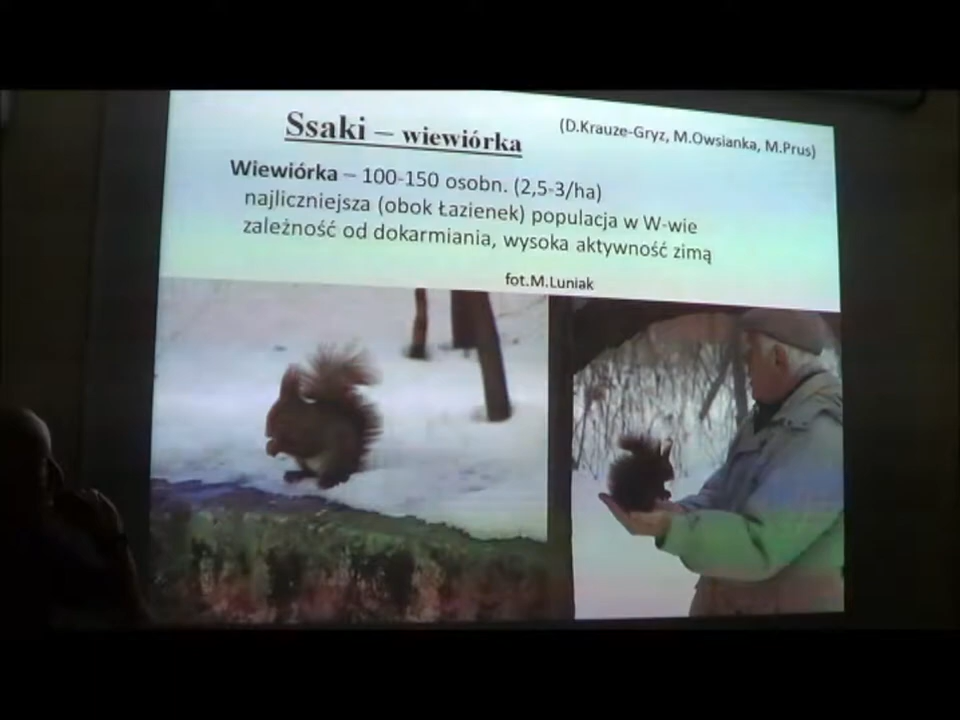 Ssaki – wiewiórka
(D.Krauze-Gryz, M.Owsianka, M.Prus)
Wiewiórka – 100-150 osobn. (2,5-3/ha)
najliczniejsza (obok Łazienek) populacja w W-wie
zależność od dokarmiania, wysoka aktywność zimą
fot.M.Luniak